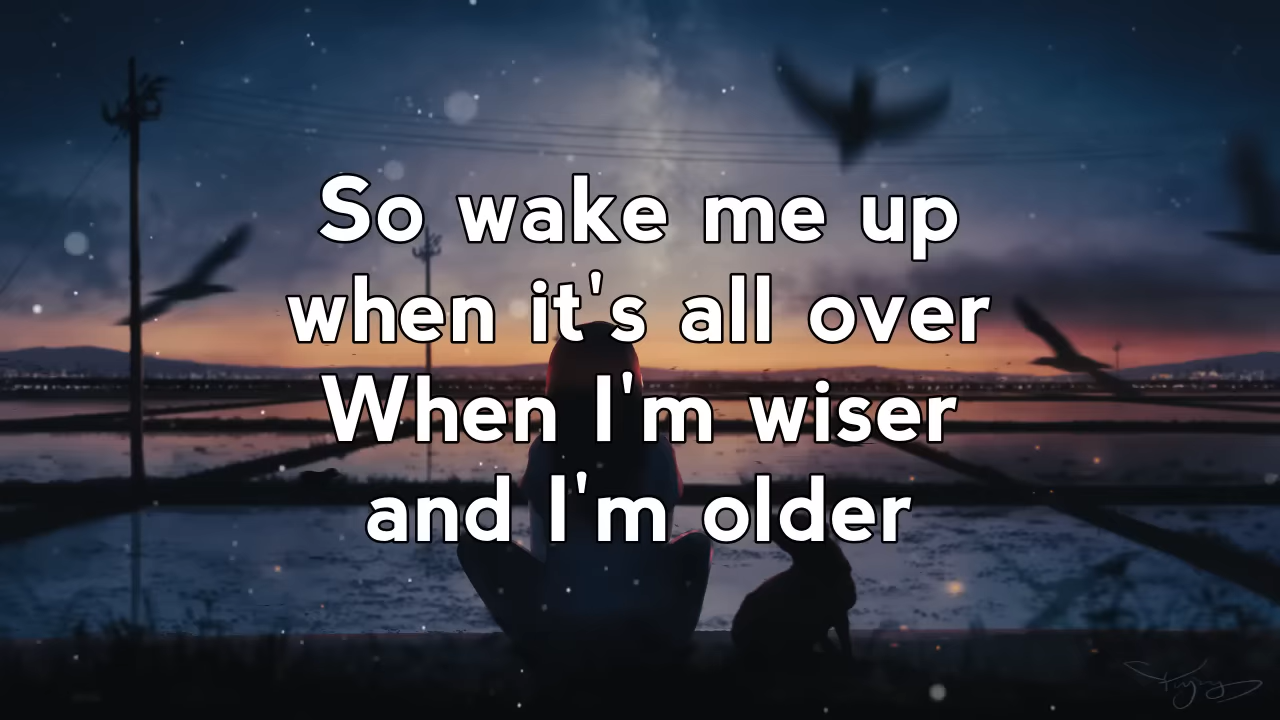 So wake me up
when it's all over
When I'm wiser
and I'm older